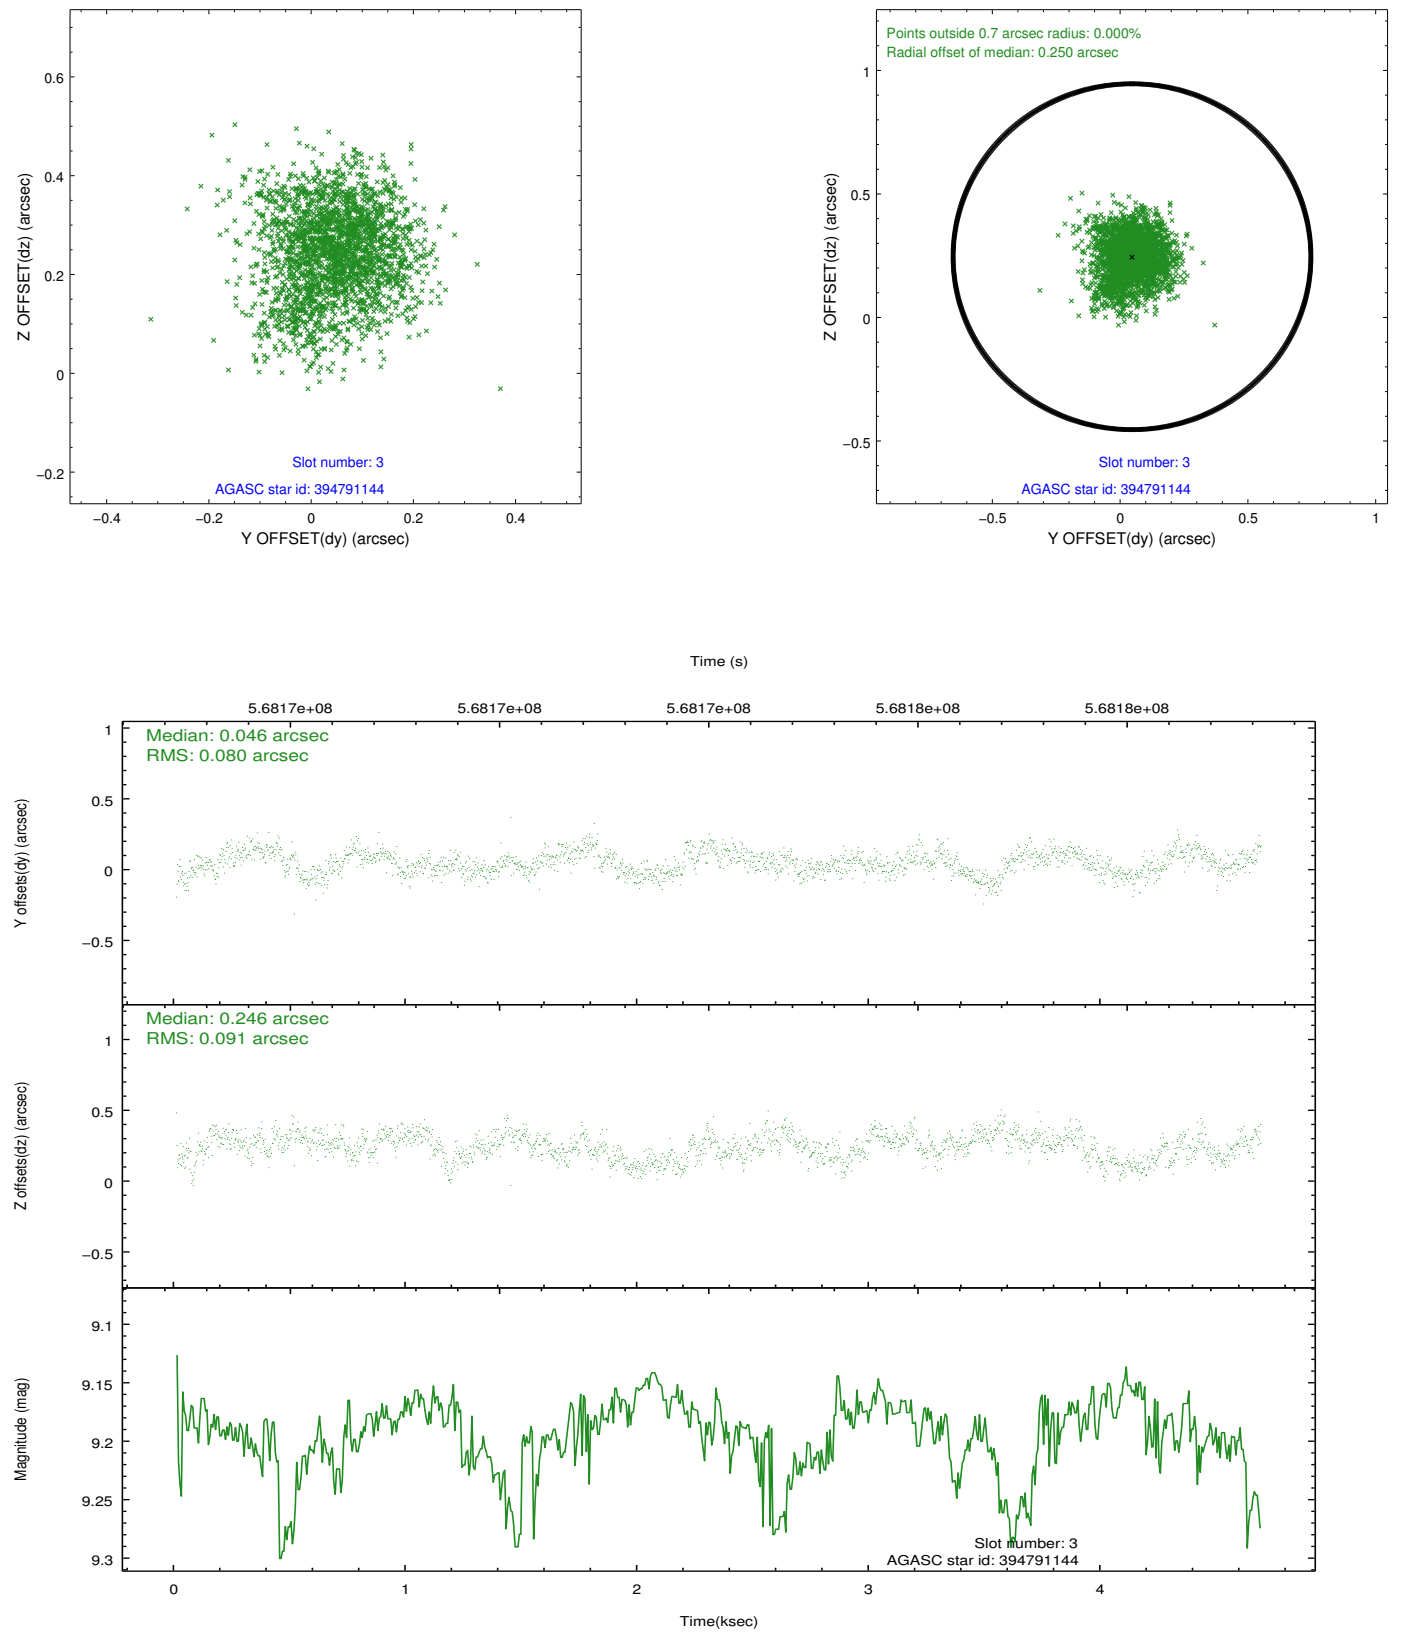 0.6
0.4
0.2
0
−0.2
−0.4
−0.2
0
0.2
0.4
Z OFFSET(dz) (arcsec)
Y OFFSET(dy) (arcsec)
Slot number: 3
AGASC star id: 394791144
Points outside 0.7 arcsec radius: 0.000%
Radial offset of median: 0.250 arcsec
1
0.5
0
−0.5
−0.5
0
0.5
1
Z OFFSET(dz) (arcsec)
Y OFFSET(dy) (arcsec)
Slot number: 3
AGASC star id: 394791144
Time (s)
5.6817e+08
5.6817e+08
5.6817e+08
5.6818e+08
5.6818e+08
Median: 0.046 arcsec
RMS: 0.080 arcsec
1
0.5
0
−0.5
Y offsets(dy) (arcsec)
Median: 0.246 arcsec
RMS: 0.091 arcsec
1
0.5
0
−0.5
Z offsets(dz) (arcsec)
9.1
9.15
9.2
9.25
9.3
Magnitude (mag)
Slot number: 3
AGASC star id: 394791144
0
1
2
3
4
Time(ksec)